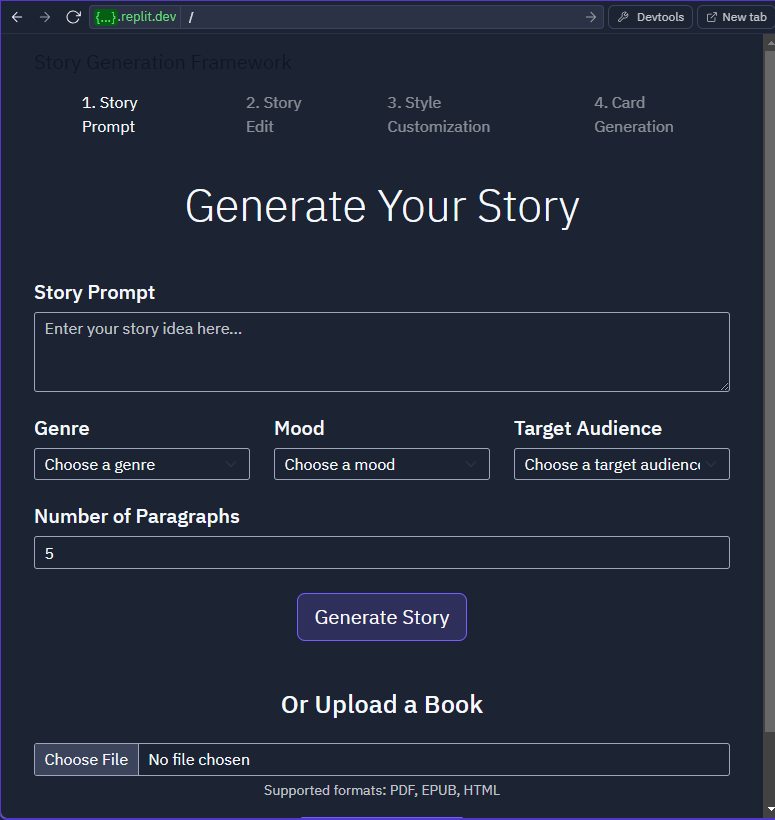 {...}.replit.dev /
Devtools
New tab
Story Generation Framework
1. Story Prompt
2. Story Edit
3. Style Customization
4. Card Generation
Generate Your Story
Story Prompt
Enter your story idea here...
Genre
Mood
Target Audience
Choose a genre
Choose a mood
Choose a target audienc
Number of Paragraphs
5
Generate Story
Or Upload a Book
Choose File
No file chosen
Supported formats: PDF, EPUB, HTML